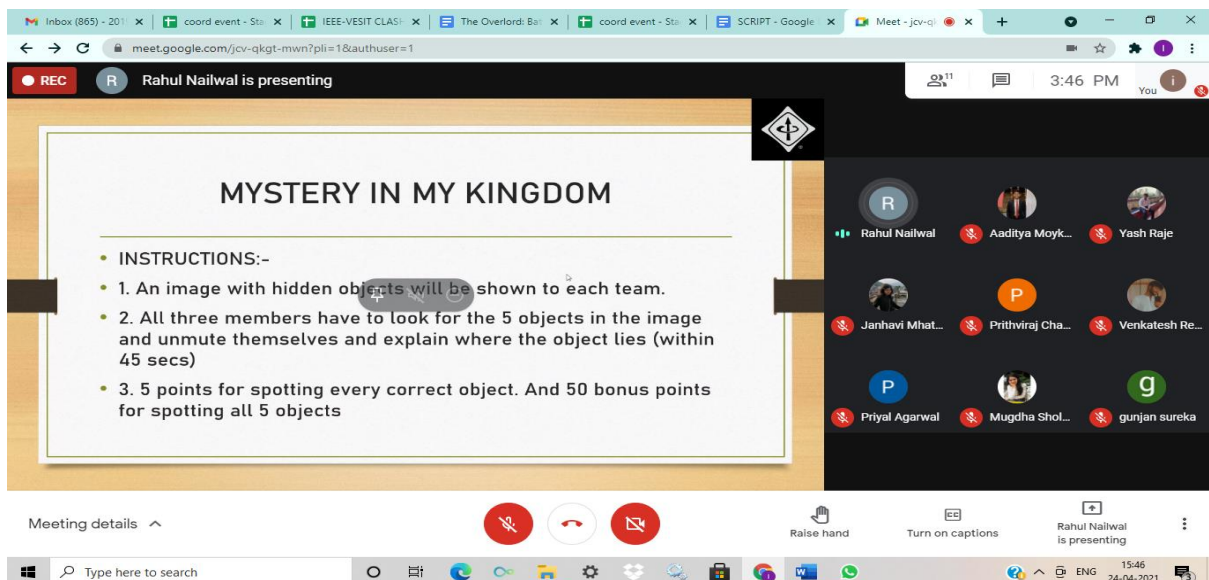 Inbox (865) - 201
coord event - Sta
IEEE-VESIT CLASH
The Overlord: Bat
coord event - Sta
SCRIPT - Google
Meet - jcv-q
meet.google.com/jcv-qkgt-mwn?pli=1&authuser=1
REC
R
Rahul Nailwal is presenting
11
3:46 PM
You
i
MYSTERY IN MY KINGDOM
• INSTRUCTIONS:-
• 1. An image with hidden objects will be shown to each team.
• 2. All three members have to look for the 5 objects in the image
and unmute themselves and explain where the object lies (within
45 secs)
• 3. 5 points for spotting every correct object. And 50 bonus points
for spotting all 5 objects
R
Rahul Nailwal
Aaditya Moyk...
Yash Raje
P
Janhavi Mhat...
Prithviraj Cha...
Venkatesh Re...
P
g
Priyal Agarwal
Mugdha Shol...
gunjan sureka
Meeting details
Raise hand
CC
Turn on captions
Rahul Nailwal
is presenting
Type here to search
ENG
15:46
24-04-2021